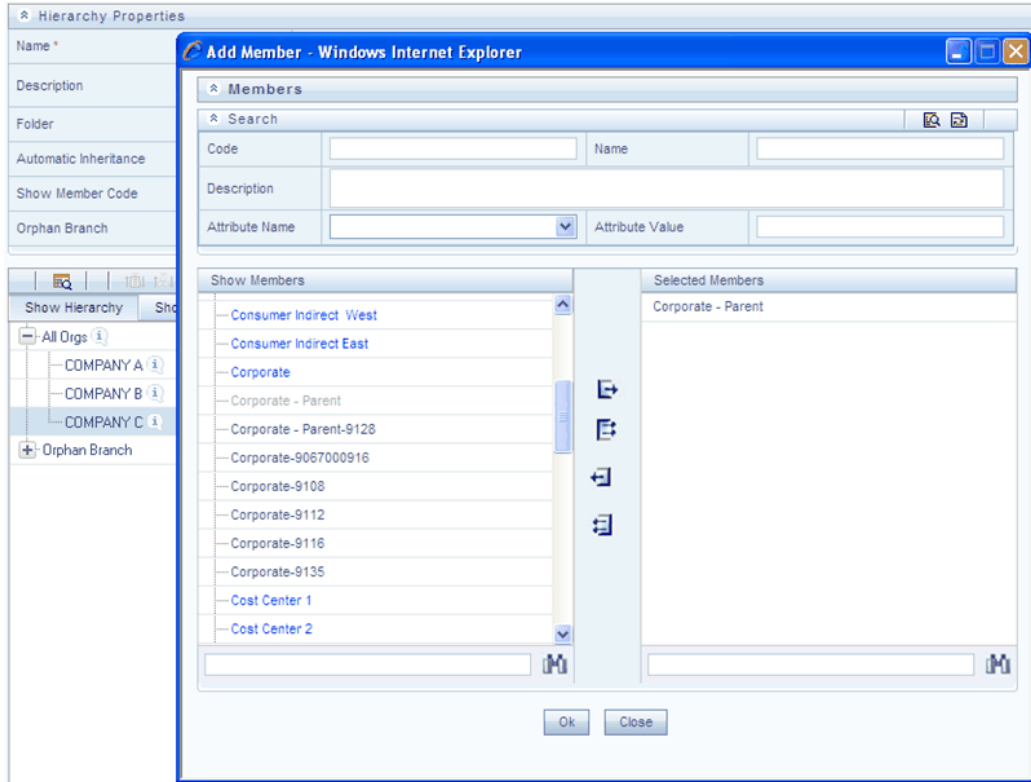 Hierarchy Properties
Name *
Description
Folder
Automatic Inheritance
Show Member Code
Orphan Branch
Show Hierarchy Sho
All Orgs
COMPANY A
COMPANY B
COMPANY C
Orphan Branch
Add Member - Windows Internet Explorer
Members
Search
Code Name
Description
Attribute Name Attribute Value
Show Members
Consumer Indirect West
Consumer Indirect East
Corporate
Corporate - Parent
Corporate - Parent-9128
Corporate-9067000916
Corporate-9108
Corporate-9112
Corporate-9116
Corporate-9135
Cost Center 1
Cost Center 2
Selected Members
Corporate - Parent
Ok Close